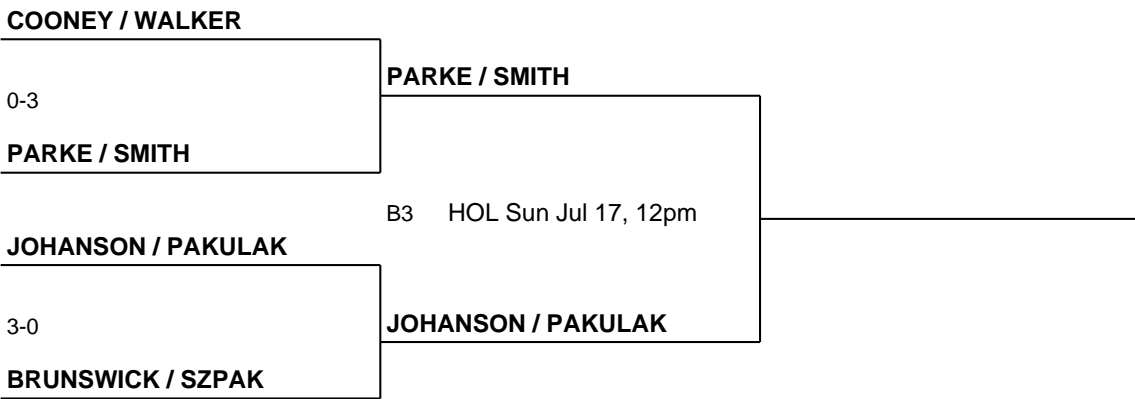 COONEY / WALKER
PARKE / SMITH
0-3
PARKE / SMITH
B3 HOL Sun Jul 17, 12pm
JOHANSON / PAKULAK
3-0
JOHANSON / PAKULAK
BRUNSWICK / SZPAK